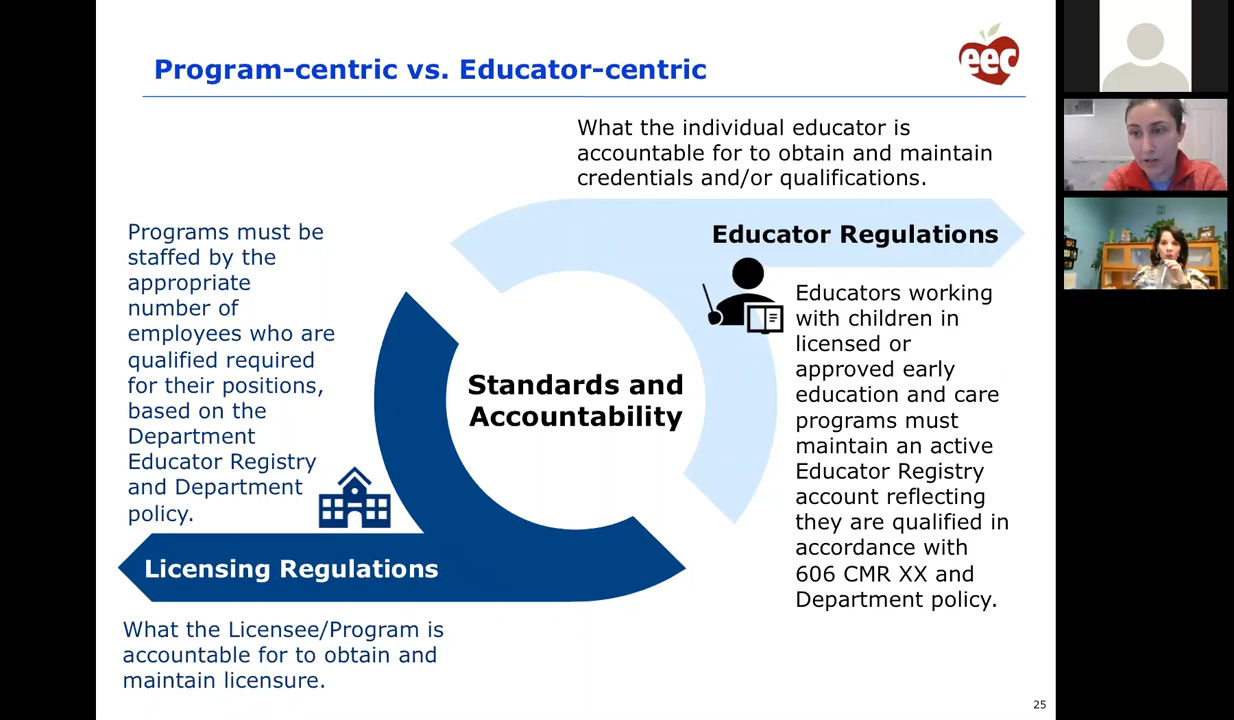 Program-centric vs. Educator-centric
eec
What the individual educator is
accountable for to obtain and maintain
credentials and/or qualifications.
Educator Regulations
Programs must be
staffed by the
appropriate
number of
employees who are
qualified required
for their positions,
based on the
Department
Educator Registry
and Department
policy.
Standards and
Accountability
Educators working
with children in
licensed or
approved early
education and care
programs must
maintain an active
Educator Registry
account reflecting
they are qualified in
accordance with
606 CMR XX and
Department policy.
Licensing Regulations
What the Licensee/Program is
accountable for to obtain and
maintain licensure.
25